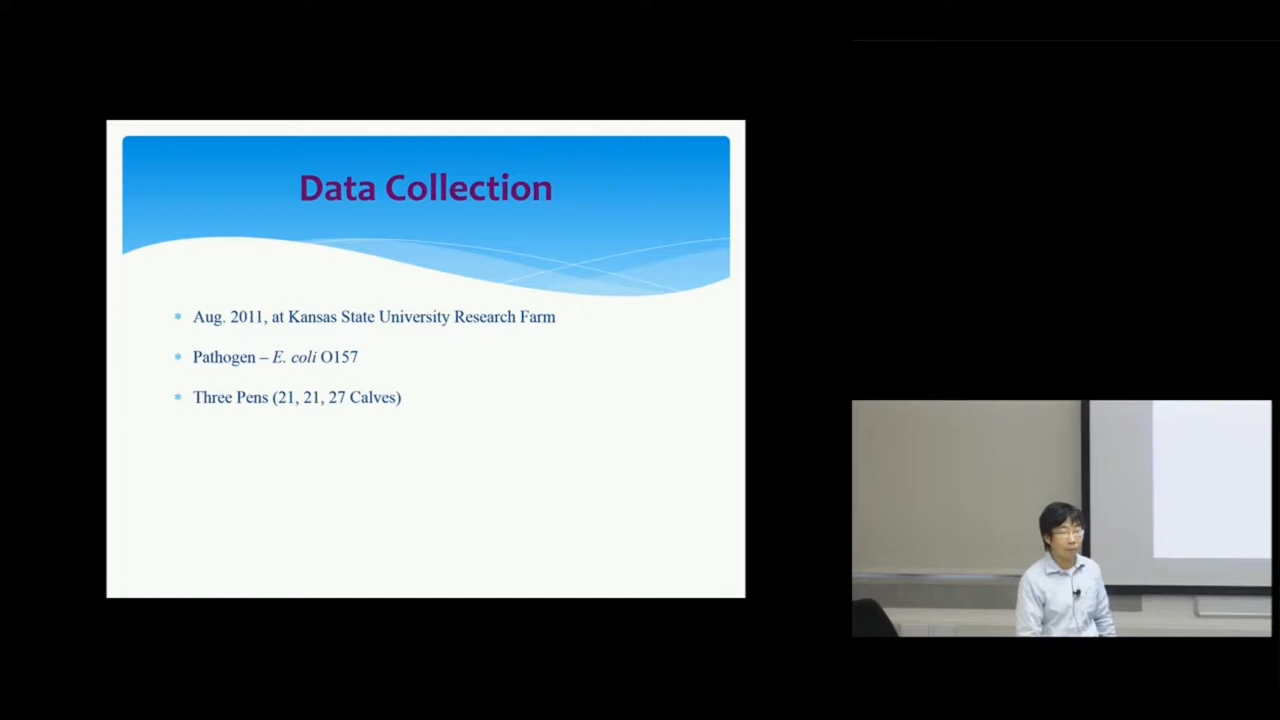 Data Collection
Aug. 2011, at Kansas State University Research Farm
Pathogen – E. coli O157
Three Pens (21, 21, 27 Calves)